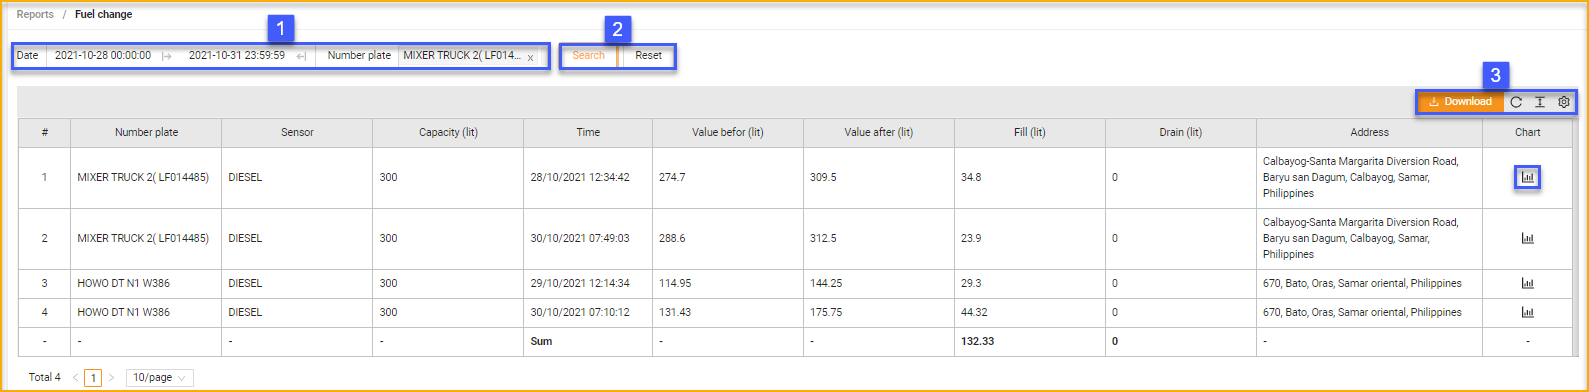 Reports / Fuel change
1
2
Date 2021-10-28 00:00:00 2021-10-31 23:59:59 Number plate MIXER TRUCK 2( LF014... x Search Reset
3
Download
# Number plate Sensor Capacity (lit) Time Value befor (lit) Value after (lit) Fill (lit) Drain (lit) Address Chart
Calbayog-Santa Margarita Diversion Road,
1 MIXER TRUCK 2( LF014485) DIESEL 300 28/10/2021 12:34:42 274.7 309.5 34.8 0 Baryu san Dagum, Calbayog, Samar,
Philippines
Calbayog-Santa Margarita Diversion Road,
2 MIXER TRUCK 2( LF014485) DIESEL 300 30/10/2021 07:49:03 288.6 312.5 23.9 0 Baryu san Dagum, Calbayog, Samar,
Philippines
3 HOWO DT N1 W386 DIESEL 300 29/10/2021 12:14:34 114.95 144.25 29.3 0 670, Bato, Oras, Samar oriental, Philippines
4 HOWO DT N1 W386 DIESEL 300 30/10/2021 07:10:12 131.43 175.75 44.32 0 670, Bato, Oras, Samar oriental, Philippines
- - - - Sum - - 132.33 0 - -
Total 4 < 1 > 10/page